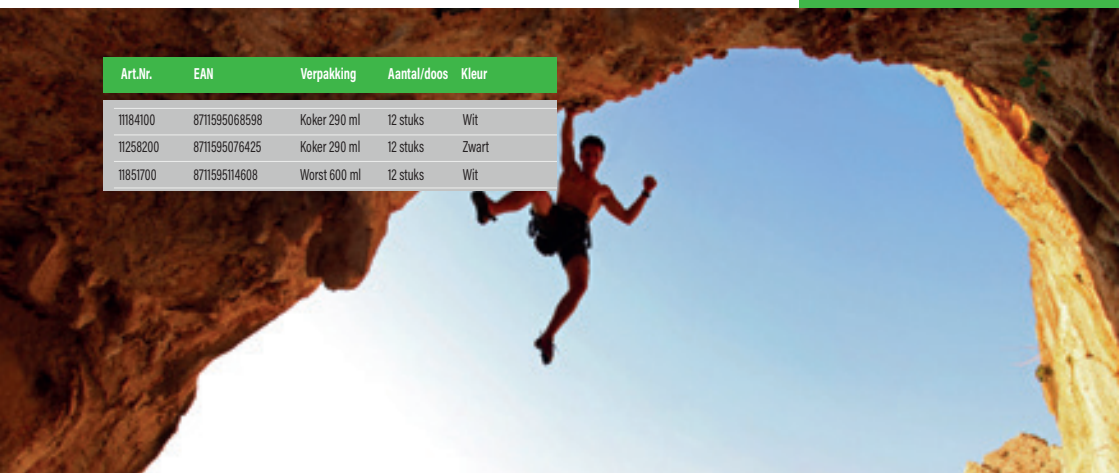 Art.Nr. EAN Verpakking Aantal/doos Kleur
11184100 8711595068598 Koker 290 ml 12 stuks Wit
11258200 8711595076425 Koker 290 ml 12 stuks Zwart
11851700 8711595114608 Worst 600 ml 12 stuks Wit